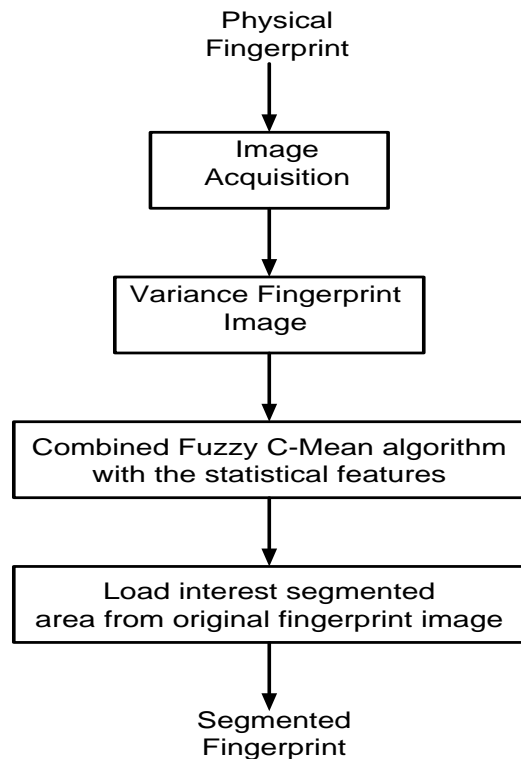 Physical
Fingerprint
Image
Acquisition
Variance Fingerprint
Image
Combined Fuzzy C-Mean algorithm
with the statistical features
Load interest segmented
area from original fingerprint image
Segmented
Fingerprint